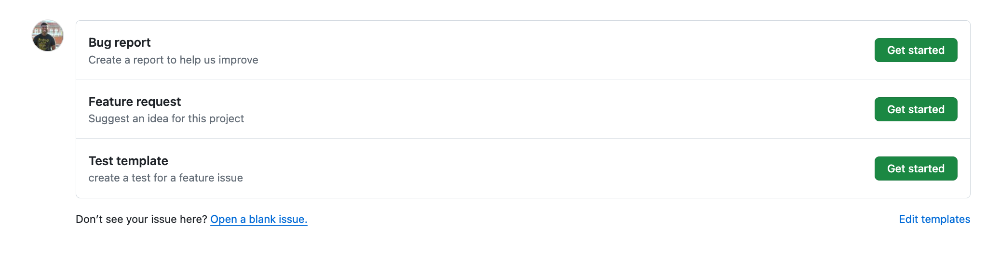 Bug report
Create a report to help us improve
Get started
Feature request
Suggest an idea for this project
Get started
Test template
create a test for a feature issue
Get started
Don’t see your issue here? Open a blank issue.
Edit templates